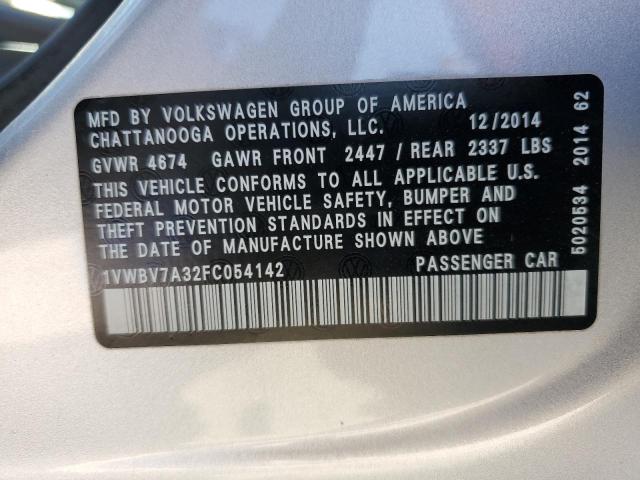 MFD BY VOLKSWAGEN GROUP OF AMERICA
CHATTANOOGA OPERATIONS, LLC. 12/2014
GVWR 4674 GAWR FRONT 2447 / REAR 2337 LBS
THIS VEHICLE CONFORMS TO ALL APPLICABLE U.S.
FEDERAL MOTOR VEHICLE SAFETY, BUMPER AND
THEFT PREVENTION STANDARDS IN EFFECT ON
THE DATE OF MANUFACTURE SHOWN ABOVE
1VWBV7A32FC054142 PASSENGER CAR
5020534 2014 62